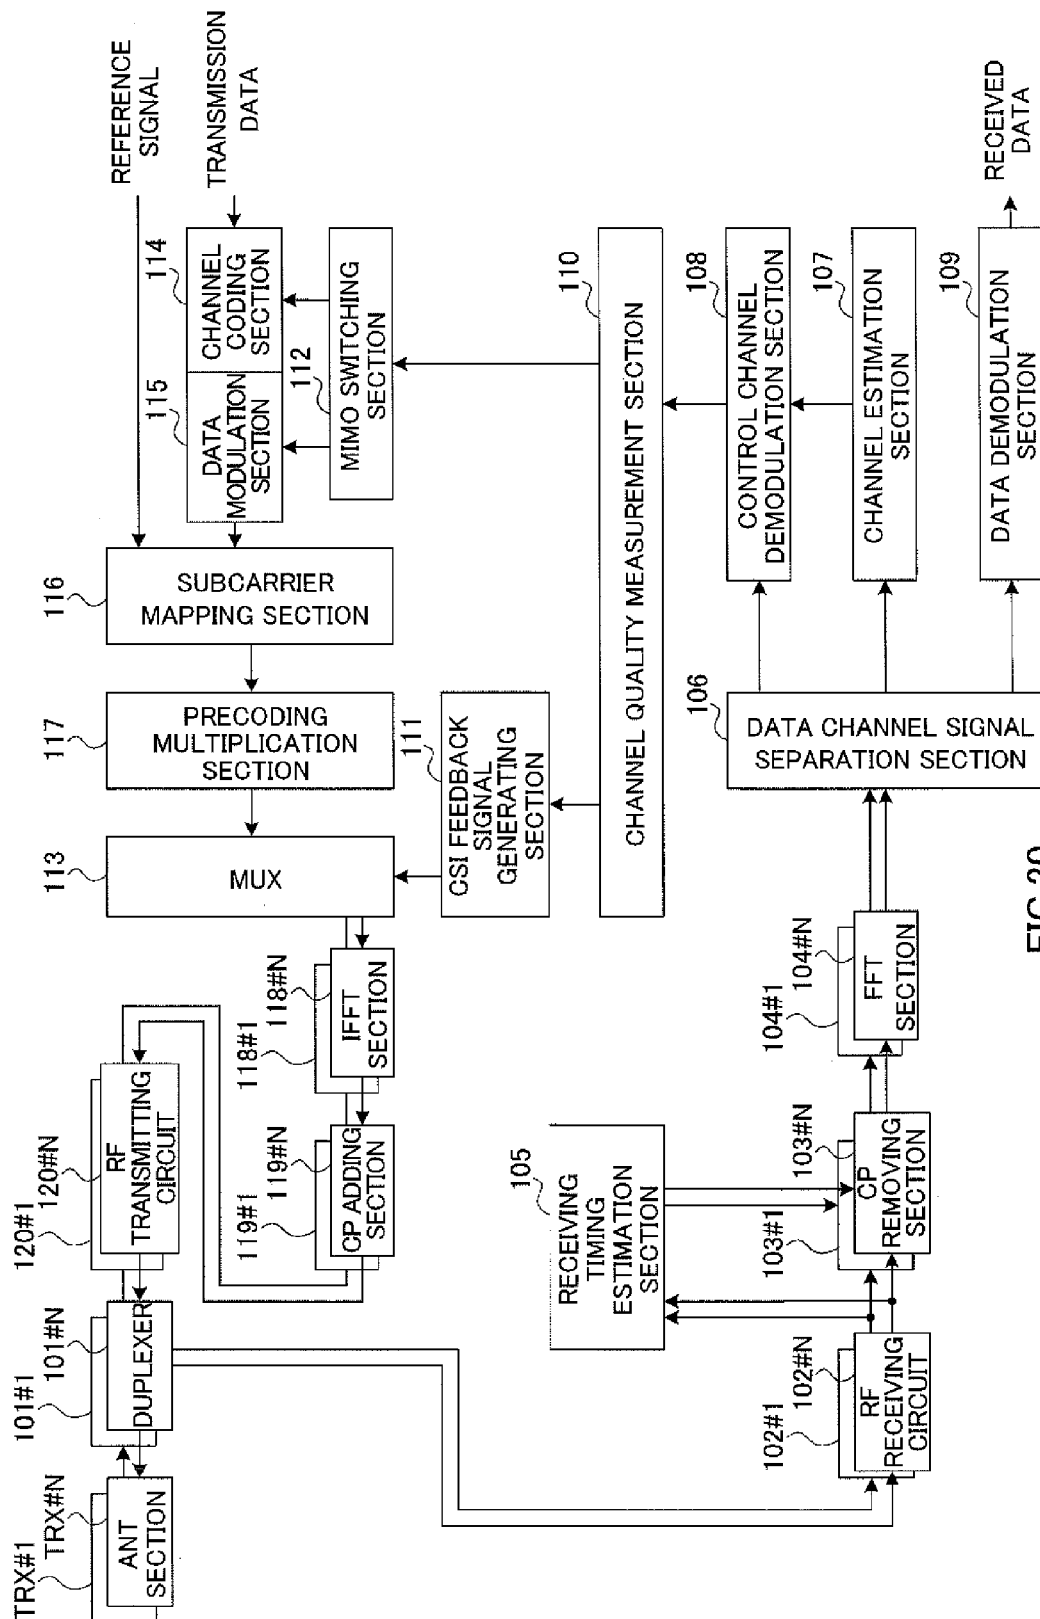 REFERENCE
SIGNAL
TRANSMISSION
DATA
114
CHANNEL
CODING
SECTION
115
DATA
MODULATION
SECTION
112
MIMO SWITCHING
SECTION
116
SUBCARRIER
MAPPING SECTION
117
PRECODING
MULTIPLICATION
SECTION
113
MUX
111
CSI FEEDBACK
SIGNAL
GENERATING
SECTION
110
CHANNEL QUALITY MEASUREMENT SECTION
118#1
118#N
IFFT
SECTION
119#1
119#N
CP ADDING
SECTION
120#1
120#N
RF
TRANSMITTING
CIRCUIT
101#1
101#N
DUPLEXER
TRX#1
TRX#N
ANT
SECTION
102#1
102#N
RF
RECEIVING
CIRCUIT
105
RECEIVING
TIMING
ESTIMATION
SECTION
103#1
103#N
CP
REMOVING
SECTION
104#1
104#N
FFT
SECTION
106
DATA CHANNEL SIGNAL
SEPARATION SECTION
108
CONTROL CHANNEL
DEMODULATION SECTION
107
CHANNEL ESTIMATION
SECTION
109
DATA DEMODULATION
SECTION
RECEIVED
DATA